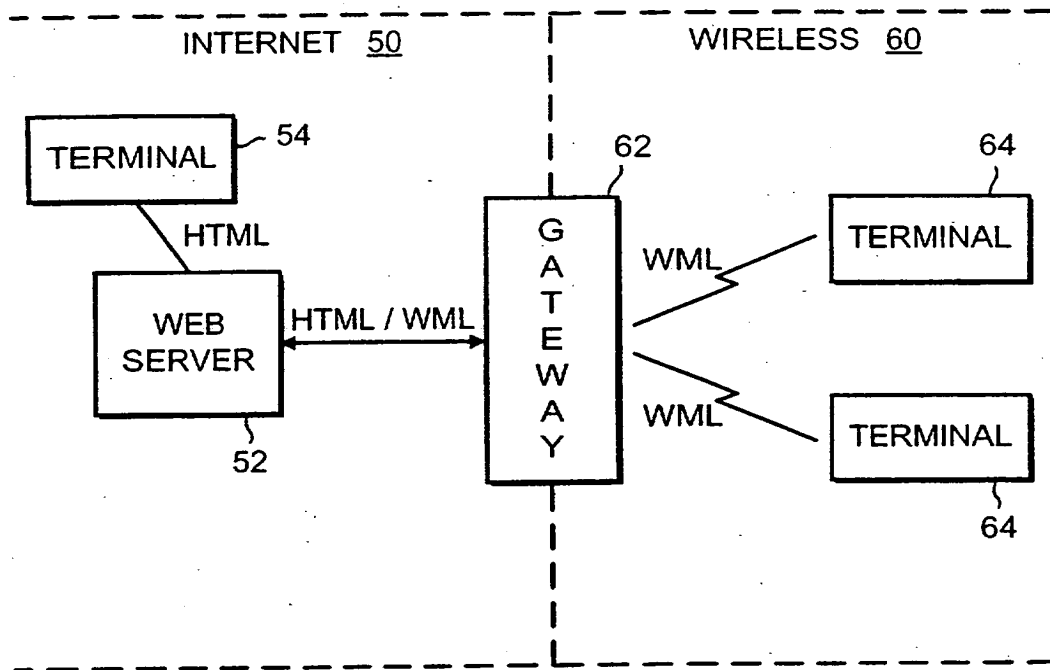 INTERNET 50
WIRELESS 60
TERMINAL
54
HTML
WEB
SERVER
52
HTML / WML
62
GATEWAY
WML
WML
64
TERMINAL
TERMINAL
64